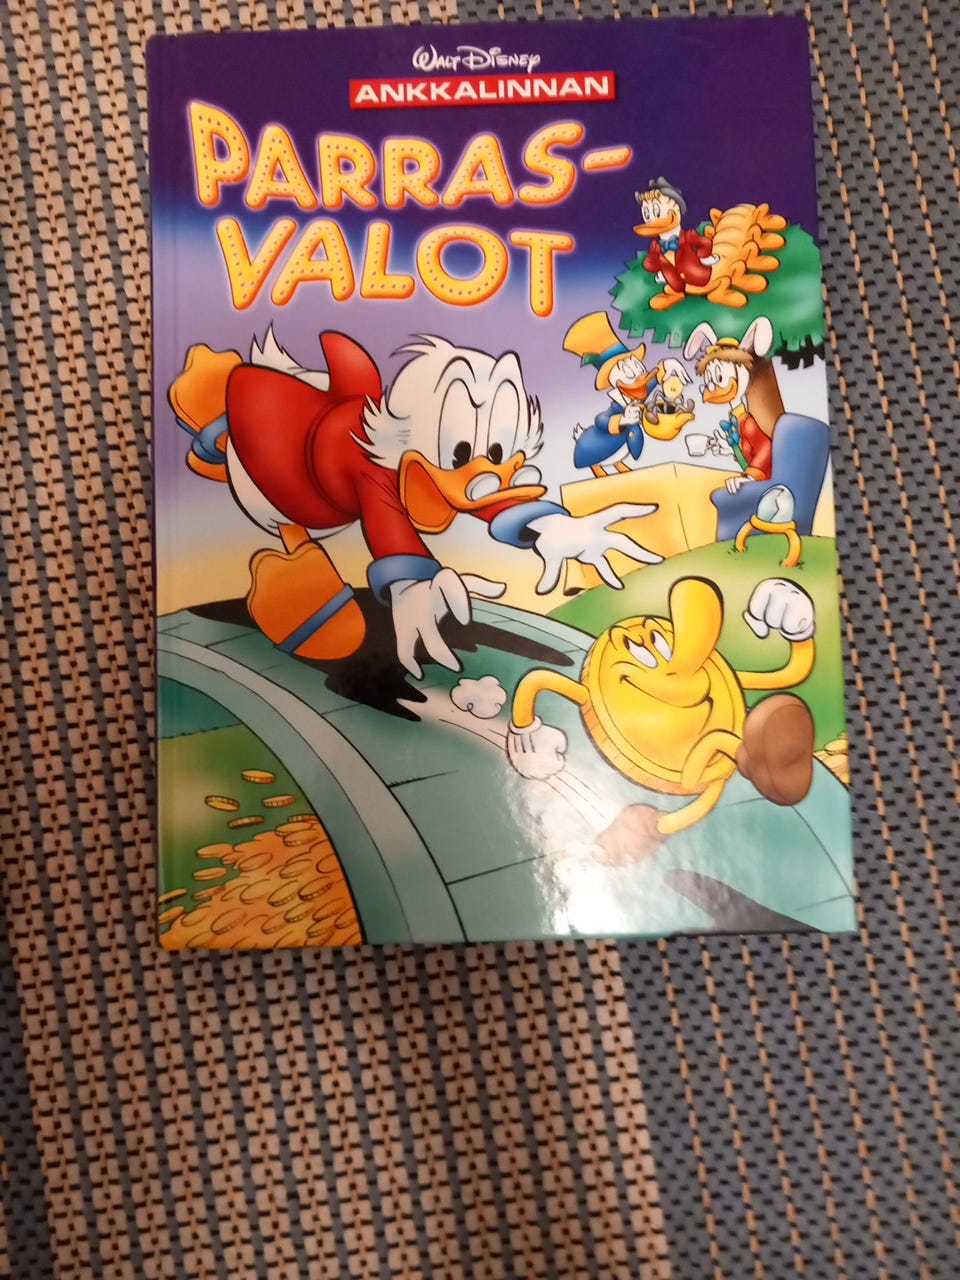 WALT DISNEY
ANKKALINNAN
PARRAS-
VALOT